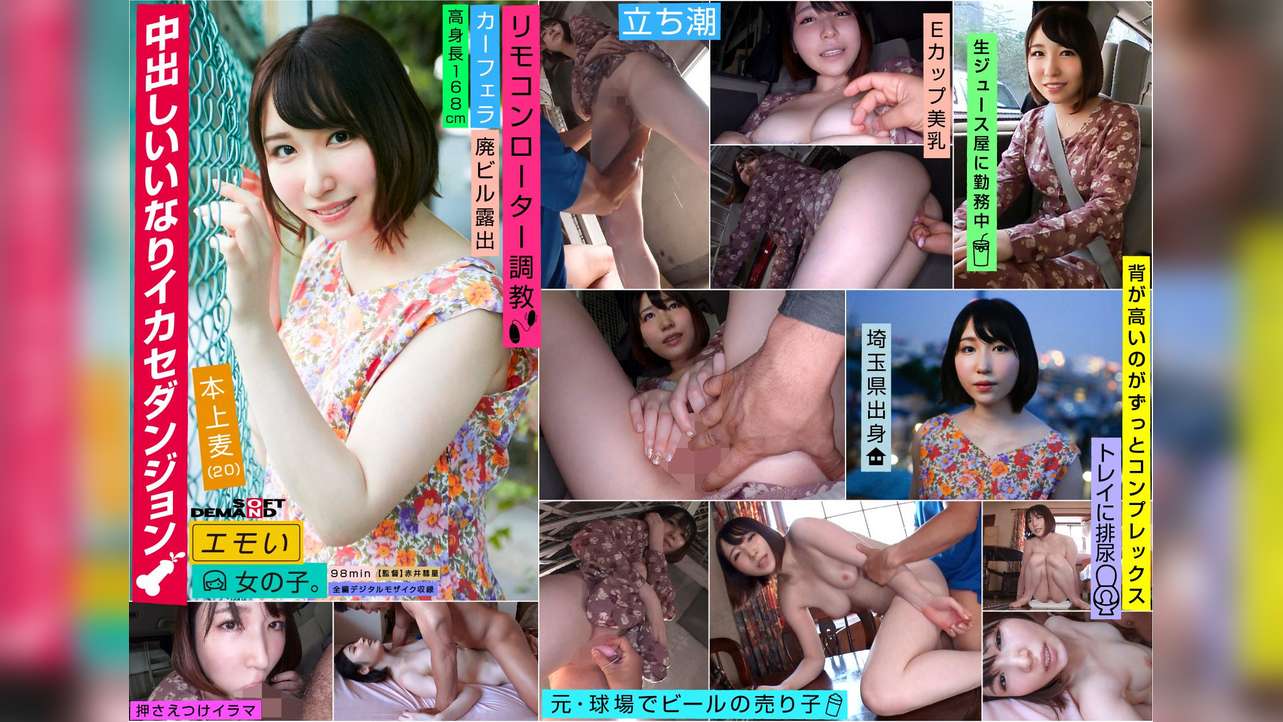 中出しいいなりイカセダンジョン
高身長168cm
カーフェラ
廃ビル露出
リモコンローター調教
本上麦
(20)
SOFT
DEMAND
エモい
女の子。
98min 【監督】赤井彗星
全編デジタルモザイク収録
押さえつけイラマ
立ち潮
Eカップ美乳
生ジュース屋に勤務中
埼玉県出身
背が高いのがずっとコンプレックス
トレイに排尿
元・球場でビールの売り子